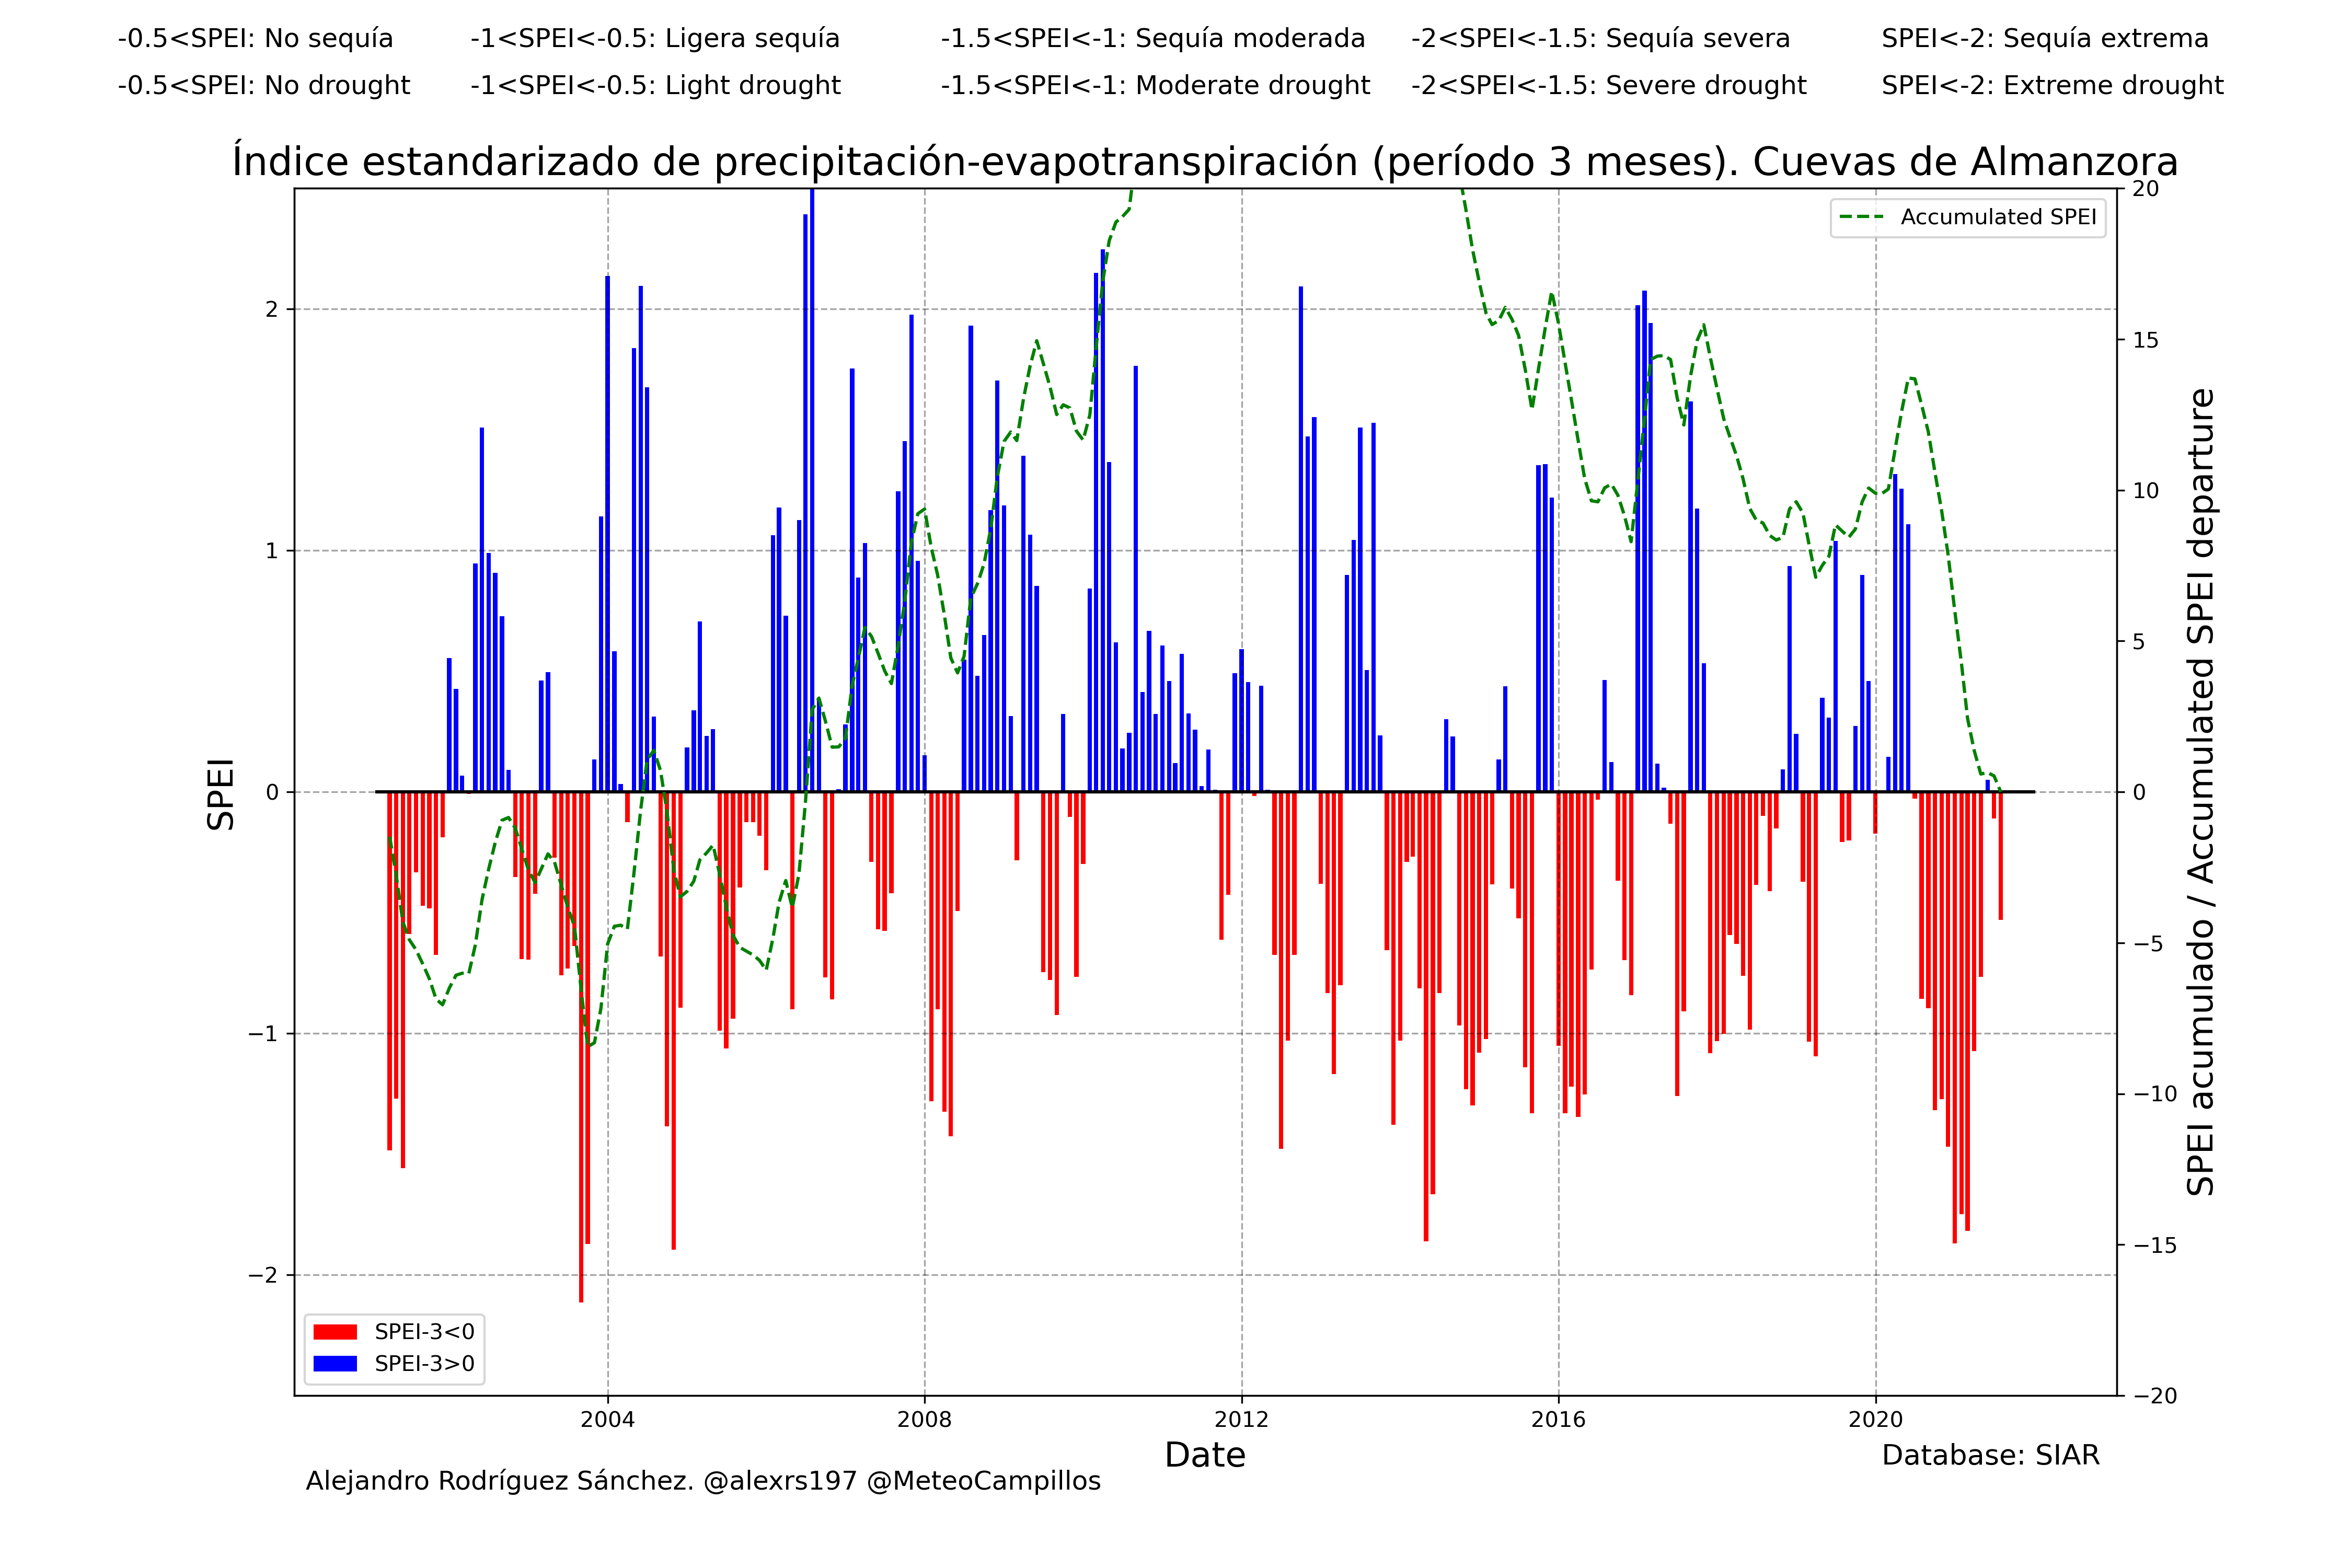 -0.5<SPEI: No sequía -1<SPEI<-0.5: Ligera sequía -1.5<SPEI<-1: Sequía moderada -2<SPEI<-1.5: Sequía severa SPEI<-2: Sequía extrema
-0.5<SPEI: No drought -1<SPEI<-0.5: Light drought -1.5<SPEI<-1: Moderate drought -2<SPEI<-1.5: Severe drought SPEI<-2: Extreme drought
Índice estandarizado de precipitación-evapotranspiración (período 3 meses). Cuevas de Almanzora
Accumulated SPEI
SPEI
2
1
0
−1
−2
20
15
10
5
0
−5
−10
−15
−20
SPEI acumulado / Accumulated SPEI departure
SPEI-3<0
SPEI-3>0
2004 2008 2012 2016 2020
Date
Database: SIAR
Alejandro Rodríguez Sánchez. @alexrs197 @MeteoCampillos